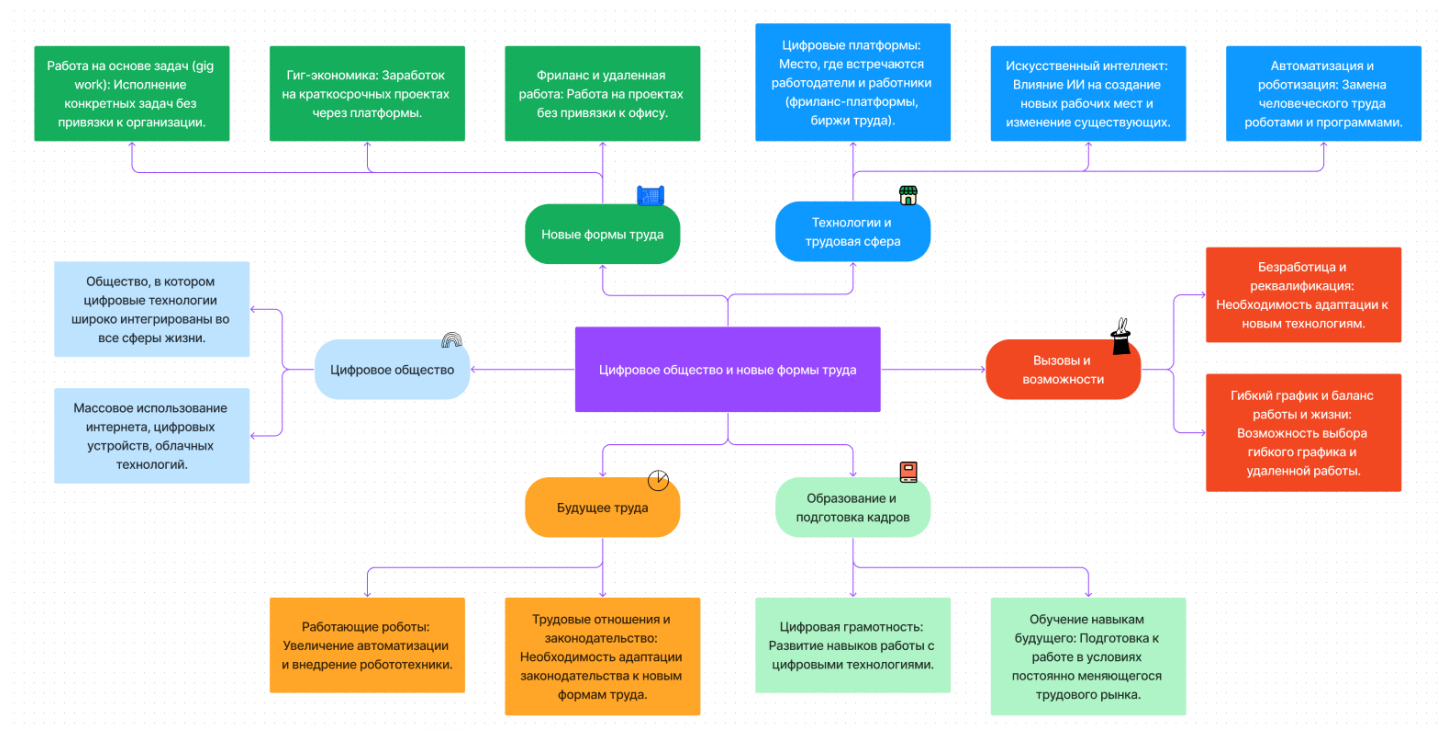 Работа на основе задач (gig
work): Исполнение
конкретных задач без
привязки к организации.
Гиг-экономика: Заработок
на краткосрочных проектах
через платформы.
Фриланс и удаленная
работа: Работа на проектах
без привязки к офису.
Цифровые платформы:
Место, где встречаются
работодатели и работники
(фриланс-платформы,
биржи труда).
Искусственный интеллект:
Влияние ИИ на создание
новых рабочих мест и
изменение существующих.
Автоматизация и
роботизация: Замена
человеческого труда
роботами и программами.
Новые формы труда
Технологии и
трудовая сфера
Общество, в котором
цифровые технологии
широко интегрированы во
все сферы жизни.
Массовое использование
интернета, цифровых
устройств, облачных
технологий.
Цифровое общество
Цифровое общество и новые формы труда
Вызовы и
возможности
Безработица и
реквалификация:
Необходимость адаптации к
новым технологиям.
Гибкий график и баланс
работы и жизни:
Возможность выбора
гибкого графика и
удаленной работы.
Будущее труда
Образование и
подготовка кадров
Работающие роботы:
Увеличение автоматизации
и внедрение робототехники.
Трудовые отношения и
законодательство:
Необходимость адаптации
законодательства к новым
формам труда.
Цифровая грамотность:
Развитие навыков работы с
цифровыми технологиями.
Обучение навыкам
будущего: Подготовка к
работе в условиях
постоянно меняющегося
трудового рынка.